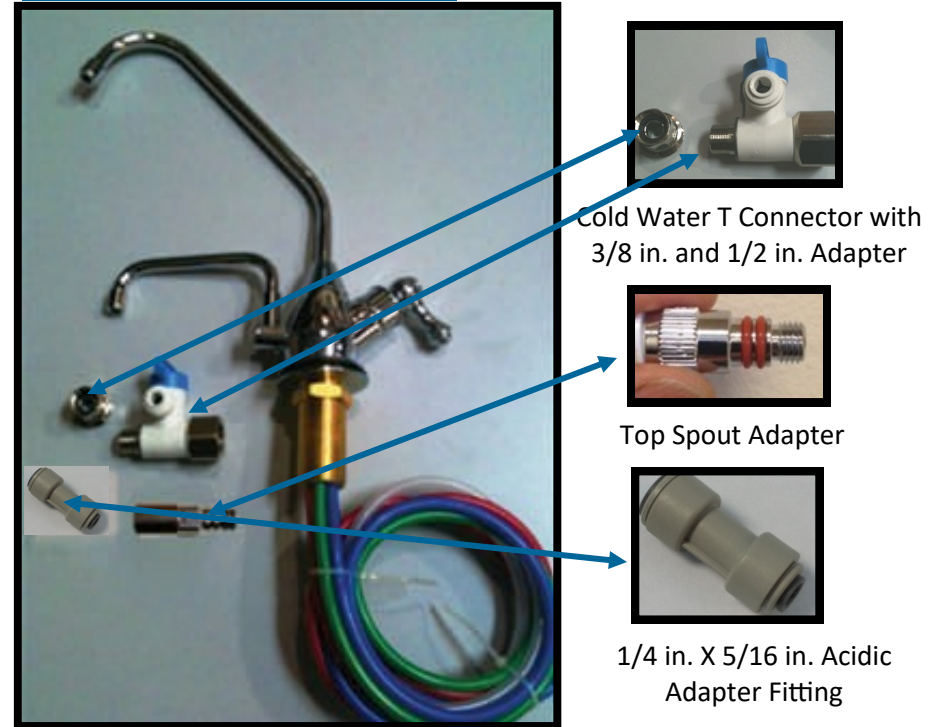 Cold Water T Connector with
3/8 in. and 1/2 in. Adapter
Top Spout Adapter
1/4 in. X 5/16 in. Acidic
Adapter Fitting